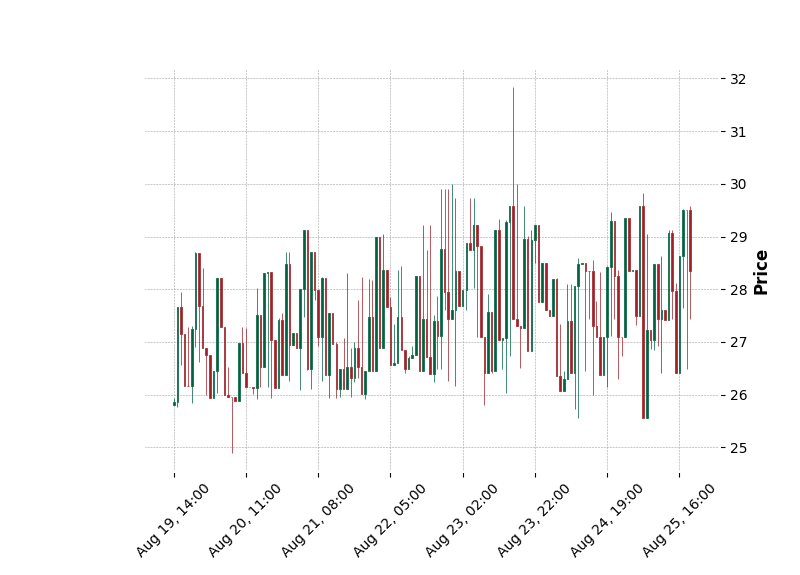 32
31
30
29
28
27
26
25
Price
Aug 19, 14:00
Aug 20, 11:00
Aug 21, 08:00
Aug 22, 05:00
Aug 23, 02:00
Aug 23, 22:00
Aug 24, 19:00
Aug 25, 16:00